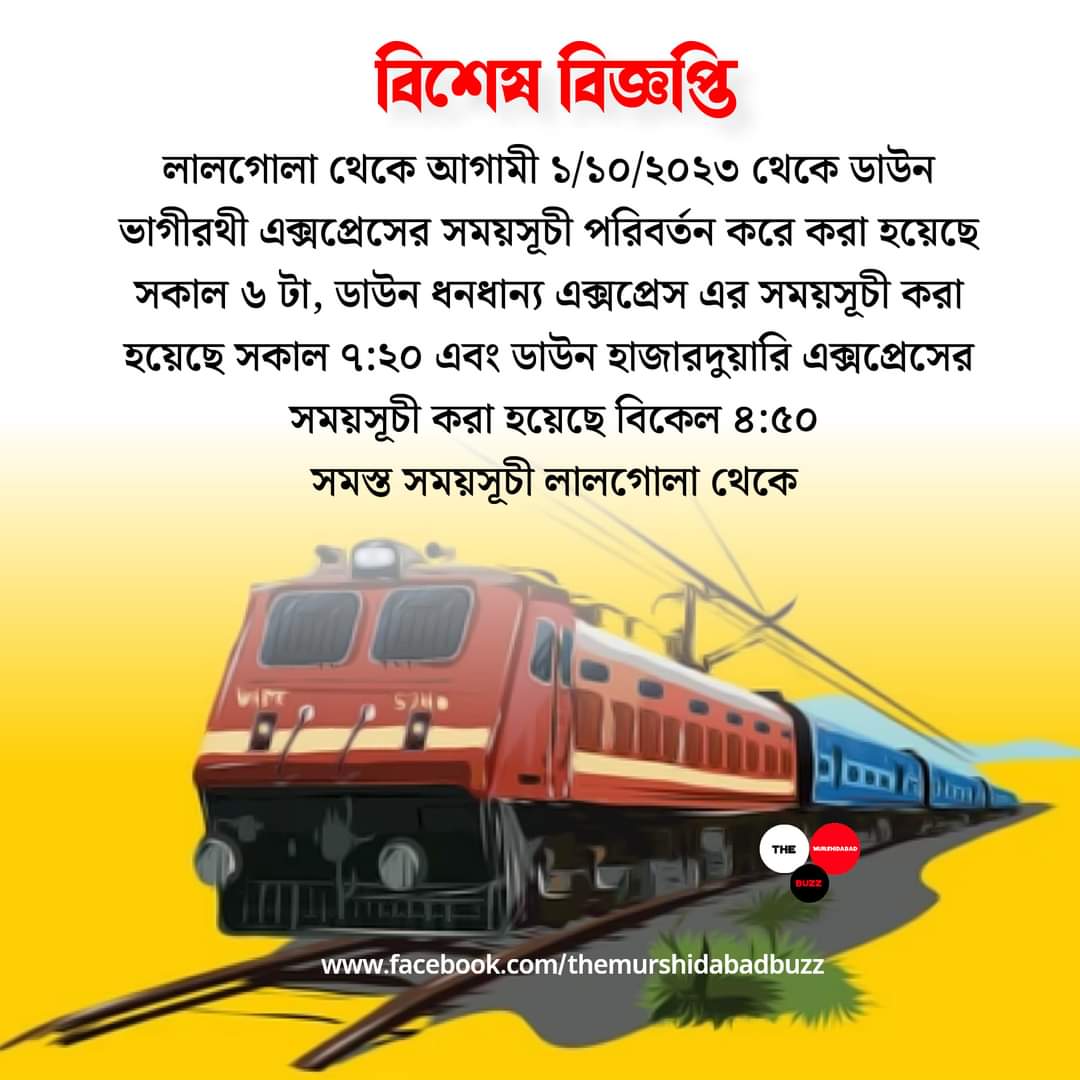 বিশেষ বিজ্ঞপ্তি
লালগোলা থেকে আগামী ১/১০/২০২৩ থেকে ডাউন
ভাগীরথী এক্সপ্রেসের সময়সূচী পরিবর্তন করে করা হয়েছে
সকাল ৬ টা, ডাউন ধনধান্য এক্সপ্রেস এর সময়সূচী করা
হয়েছে সকাল ৭:২০ এবং ডাউন হাজারদুয়ারি এক্সপ্রেসের
সময়সূচী করা হয়েছে বিকেল ৪:৫০
সমস্ত সময়সূচী লালগোলা থেকে
THE MURSHIDABAD
BUZZ
www.facebook.com/themurshidabadbuzz